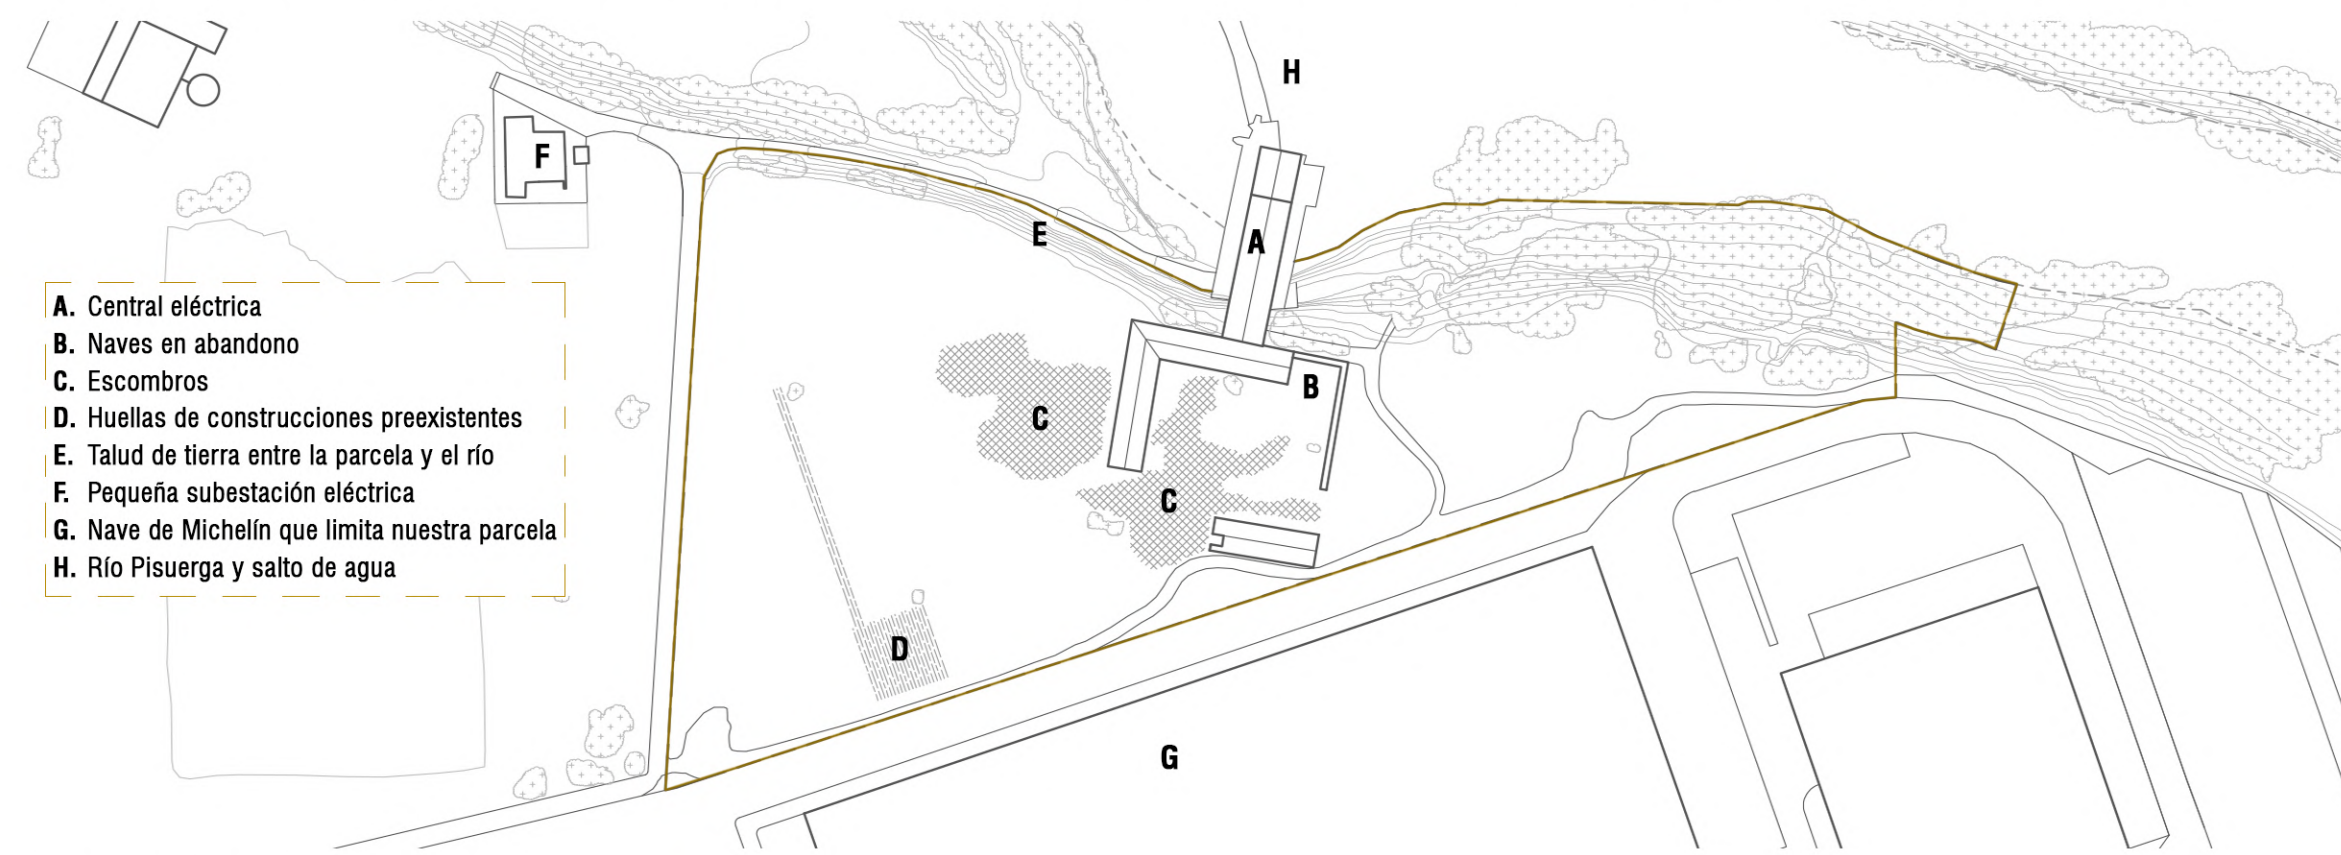 H
F
A
E
A. Central eléctrica
B. Naves en abandono
C. Escombros
D. Huellas de construcciones preexistentes
E. Talud de tierra entre la parcela y el río
F. Pequeña subestación eléctrica
G. Nave de Michelín que limita nuestra parcela
H. Río Pisuerga y salto de agua
B
C
C
D
G